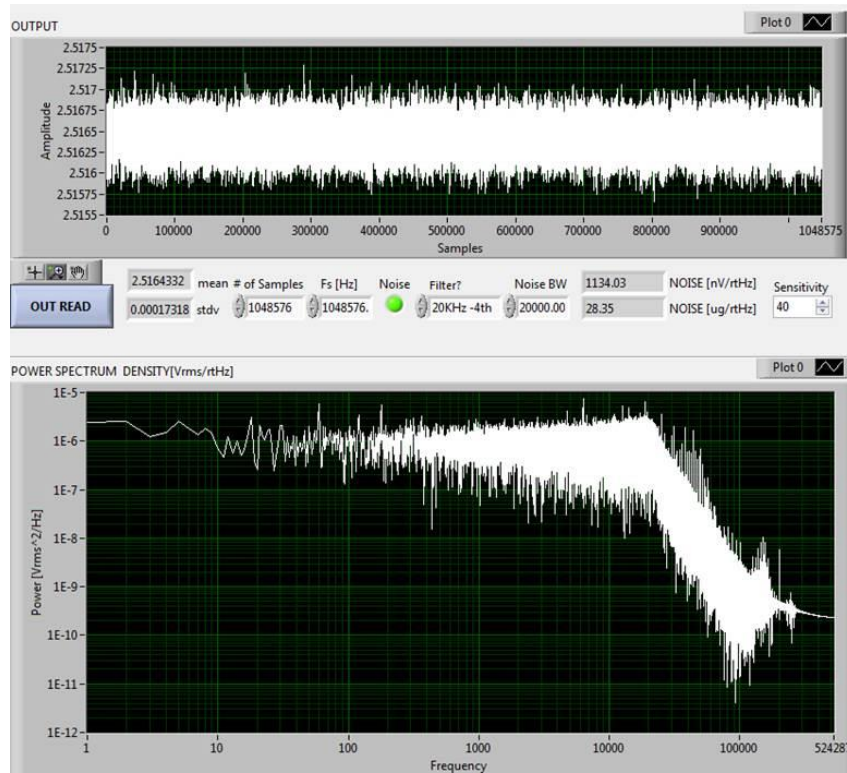 OUTPUT
Plot 0
2.5175
2.51725
2.517
2.51675
2.5165
2.51625
2.516
2.51575
2.5155
Amplitude
0 100000 200000 300000 400000 500000 600000 700000 800000 900000 1048575
Samples
OUT READ
2.5164332 mean # of Samples Fs [Hz] Noise Filter? Noise BW 1134.03 NOISE [nV/rtHz] Sensitivity
0.00017318 stdv 1048576 1048576. 20KHz -4th 20000.00 28.35 NOISE [ug/rtHz] 40
POWER SPECTRUM DENSITY[Vrms/rtHz]
Plot 0
1E-5
1E-6
1E-7
1E-8
1E-9
1E-10
1E-11
1E-12
Power [Vrms^2/Hz]
1 10 100 1000 10000 100000 524287
Frequency